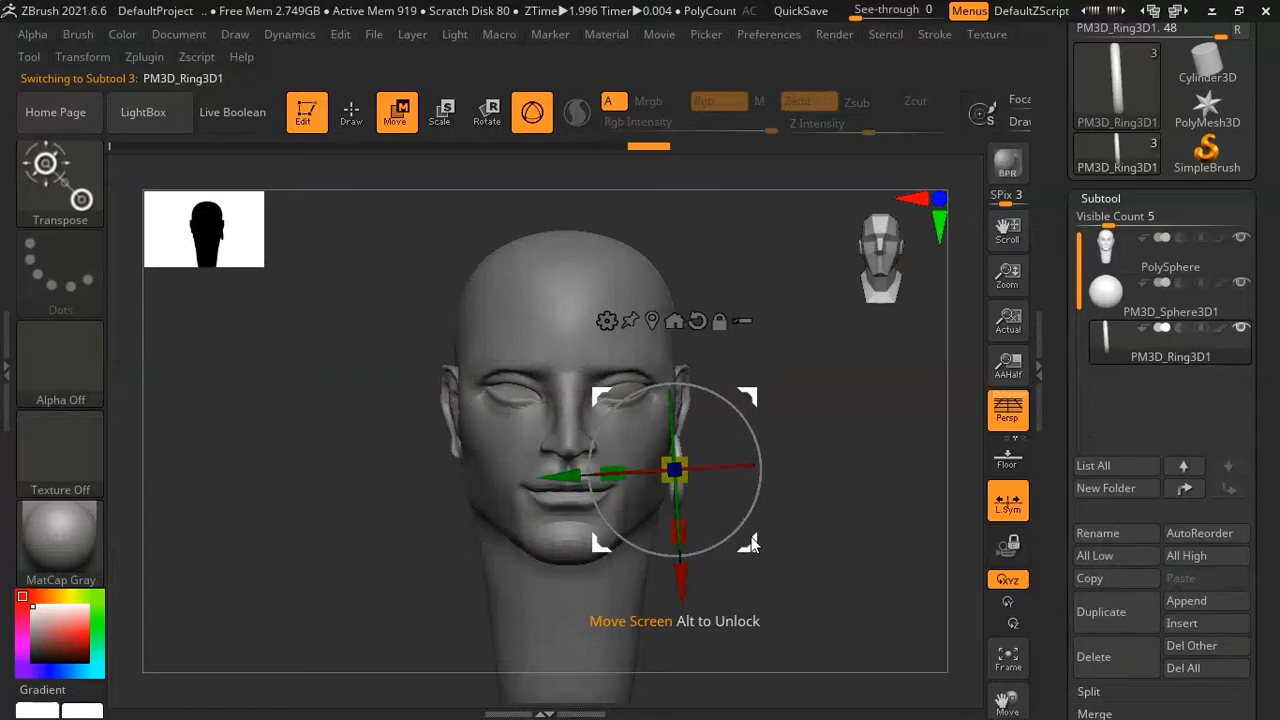 ZBrush 2021.6.6 DefaultProject .. • Free Mem 2.749GB • Active Mem 919 • Scratch Disk 80 • ZTime▶1.996 Timer▶0.004 • PolyCount AC QuickSave See-through 0 Menus DefaultZScript
Alpha Brush Color Document Draw Dynamics Edit File Layer Light Macro Marker Material Movie Picker Preferences Render Stencil Stroke Texture
Tool Transform Zplugin Zscript Help
Switching to Subtool 3: PM3D_Ring3D1
Home Page LightBox Live Boolean Edit Draw Move Scale Rotate A Mrgb Rgb M Zadd Zsub Zcut Foca
Rgb Intensity Z Intensity Draw
PM3D_Ring3D1. 48 R
3
Cylinder3D
PM3D_Ring3D1 PolyMesh3D
3
PM3D_Ring3D1 SimpleBrush
Transpose
Dots
Alpha Off
Texture Off
MatCap Gray
Gradient
BPR
SPix 3
Scroll
Zoom
Actual
AAHalf
Persp
Floor
L.Sym
XYZ
Y
Z
Frame
Move
Move Screen Alt to Unlock
Subtool
Visible Count 5
PolySphere
PM3D_Sphere3D1
PM3D_Ring3D1
List All
New Folder
Rename AutoReorder
All Low All High
Copy Paste
Duplicate Append
Insert
Delete Del Other
Del All
Split
Merge